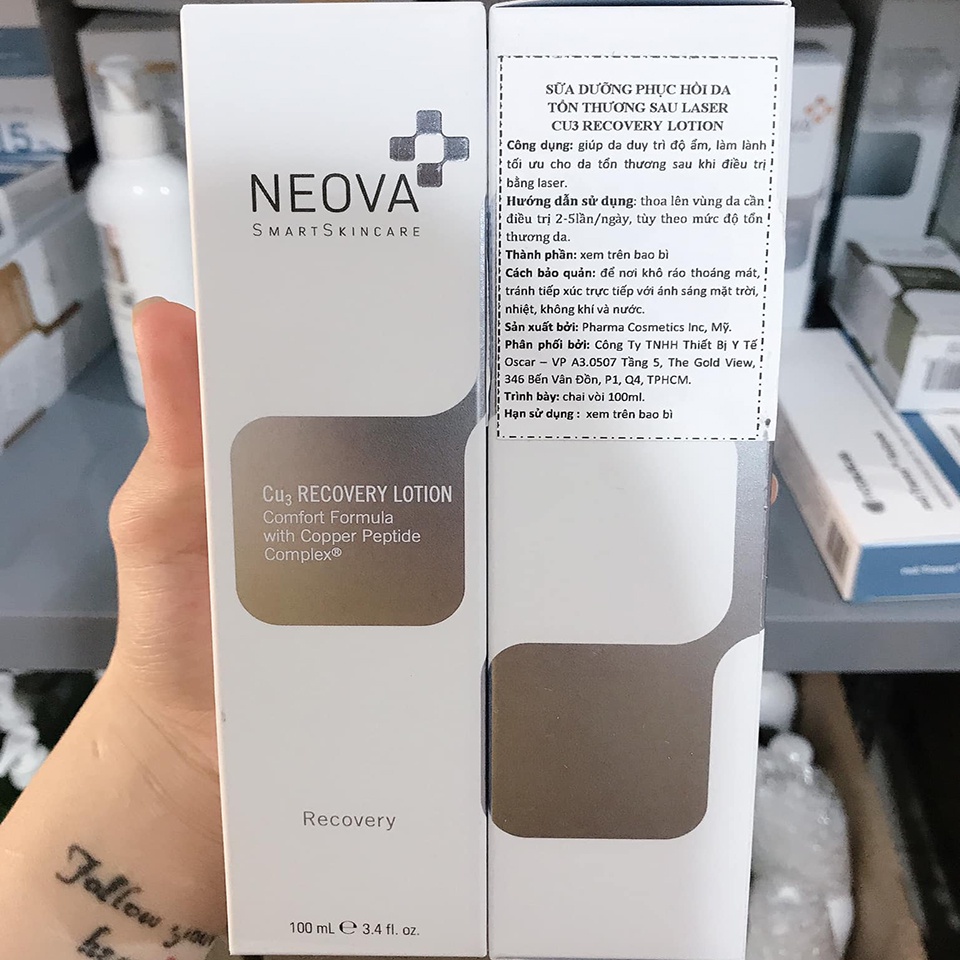 NEOVA
SMARTSKINCARE
Cu3 RECOVERY LOTION
Comfort Formula
with Copper Peptide
Complex®
Recovery
100 mL ℮ 3.4 fl. oz.
SỮA DƯỠNG PHỤC HỒI DA
TỔN THƯƠNG SAU LASER
CU3 RECOVERY LOTION
Công dụng: giúp da duy trì độ ẩm, làm lành
tối ưu cho da tổn thương sau khi điều trị
bằng laser.
Hướng dẫn sử dụng: thoa lên vùng da cần
điều trị 2-5lần/ngày, tùy theo mức độ tổn
thương da.
Thành phần: xem trên bao bì
Cách bảo quản: để nơi khô ráo thoáng mát,
tránh tiếp xúc trực tiếp với ánh sáng mặt trời,
nhiệt, không khí và nước.
Sản xuất bởi: Pharma Cosmetics Inc, Mỹ.
Phân phối bởi: Công Ty TNHH Thiết Bị Y Tế
Oscar – VP A3.0507 Tầng 5, The Gold View,
346 Bến Vân Đồn, P1, Q4, TPHCM.
Trình bày: chai vòi 100ml.
Hạn sử dụng : xem trên bao bì
Follow your